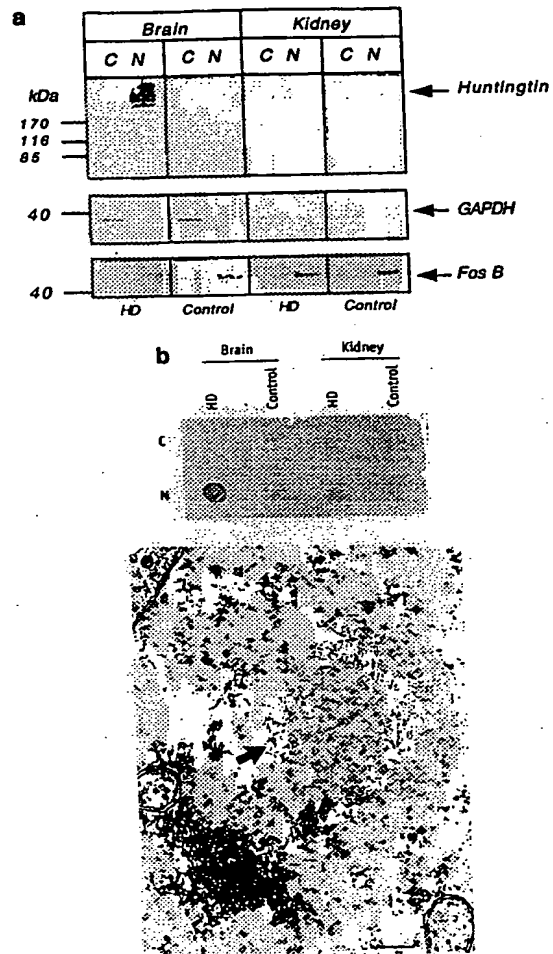 a
Brain Kidney
C N C N C N C N
kDa
Huntingtin
170
116
85
40 GAPDH
Fos B
40
HD Control HD Control
b
Brain Kidney
HD Control HD Control
C
N